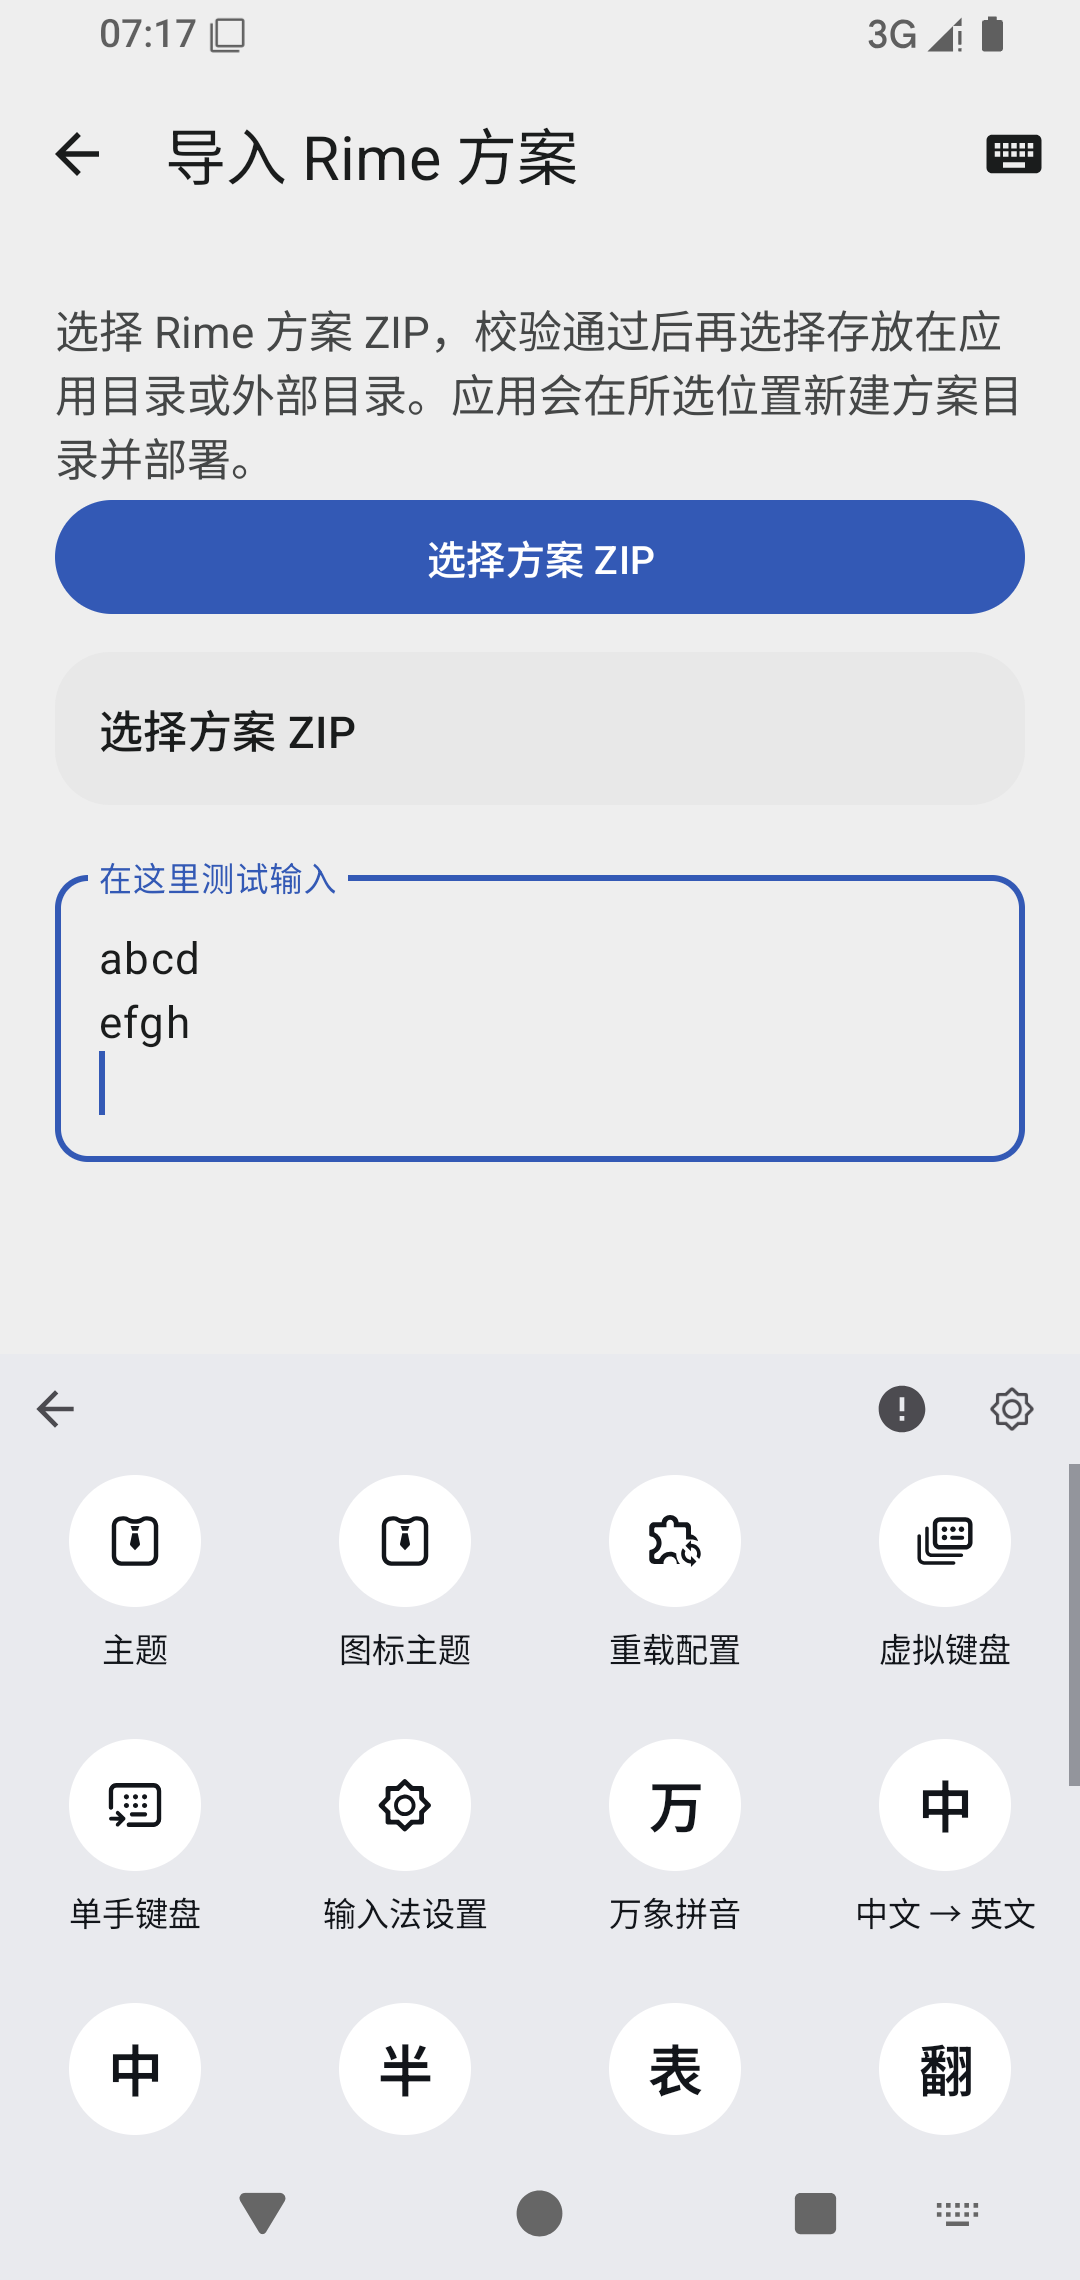 07:17
3G
导入 Rime 方案
选择 Rime 方案 ZIP，校验通过后再选择存放在应
用目录或外部目录。应用会在所选位置新建方案目
录并部署。
选择方案 ZIP
选择方案 ZIP
在这里测试输入
abcd
efgh
主题
图标主题
重载配置
虚拟键盘
万
中
单手键盘
输入法设置
万象拼音
中文 → 英文
中
半
表
翻